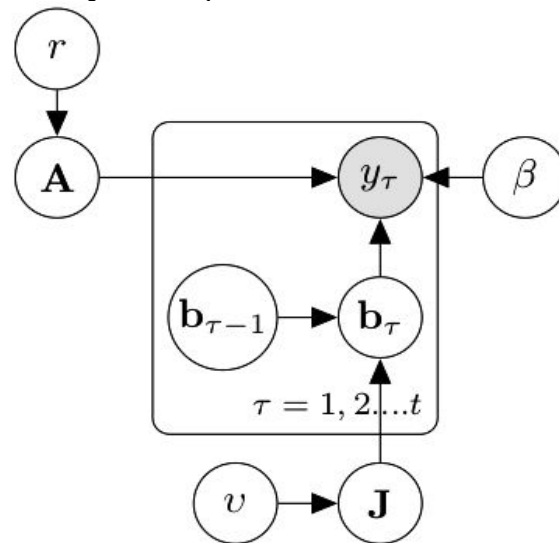 r
A
y_τ
β
b_{τ−1}
b_τ
τ = 1, 2....t
υ
J